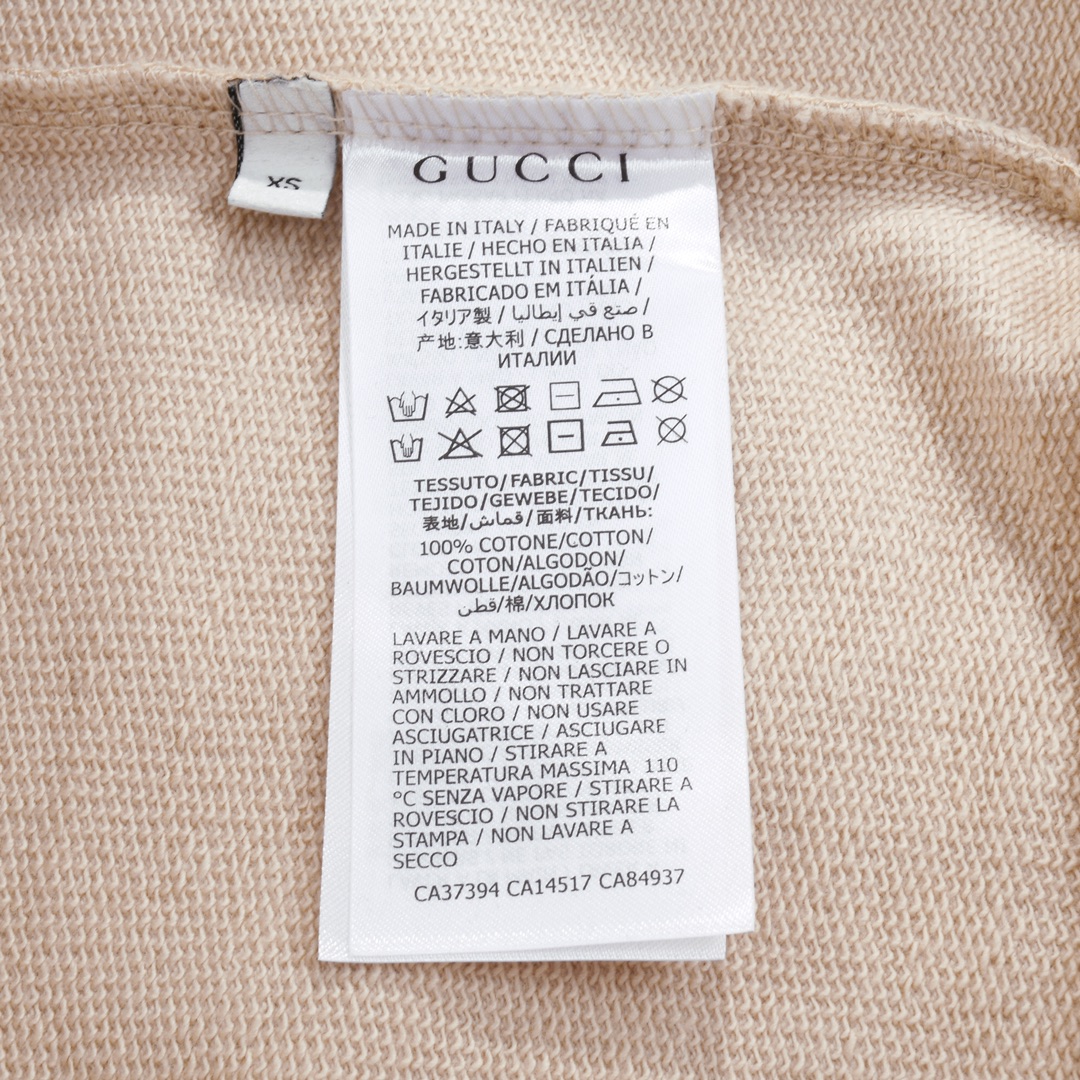 XS
GUCCI
MADE IN ITALY / FABRIQUÉ EN
ITALIE / HECHO EN ITALIA /
HERGESTELLT IN ITALIEN /
FABRICADO EM ITÁLIA /
イタリア製 / صنع في إيطاليا /
产地:意大利 / СДЕЛАНО В
ИТАЛИИ
TESSUTO/FABRIC/TISSU/
TEJIDO/GEWEBE/TECIDO/
表地/قماش/面料/ТКАНЬ:
100% COTONE/COTTON/
COTON/ALGODON/
BAUMWOLLE/ALGODÃO/コットン/
قطن/棉/ХЛОПОК
LAVARE A MANO / LAVARE A
ROVESCIO / NON TORCERE O
STRIZZARE / NON LASCIARE IN
AMMOLLO / NON TRATTARE
CON CLORO / NON USARE
ASCIUGATRICE / ASCIUGARE
IN PIANO / STIRARE A
TEMPERATURA MASSIMA 110
°C SENZA VAPORE / STIRARE A
ROVESCIO / NON STIRARE LA
STAMPA / NON LAVARE A
SECCO
CA37394 CA14517 CA84937